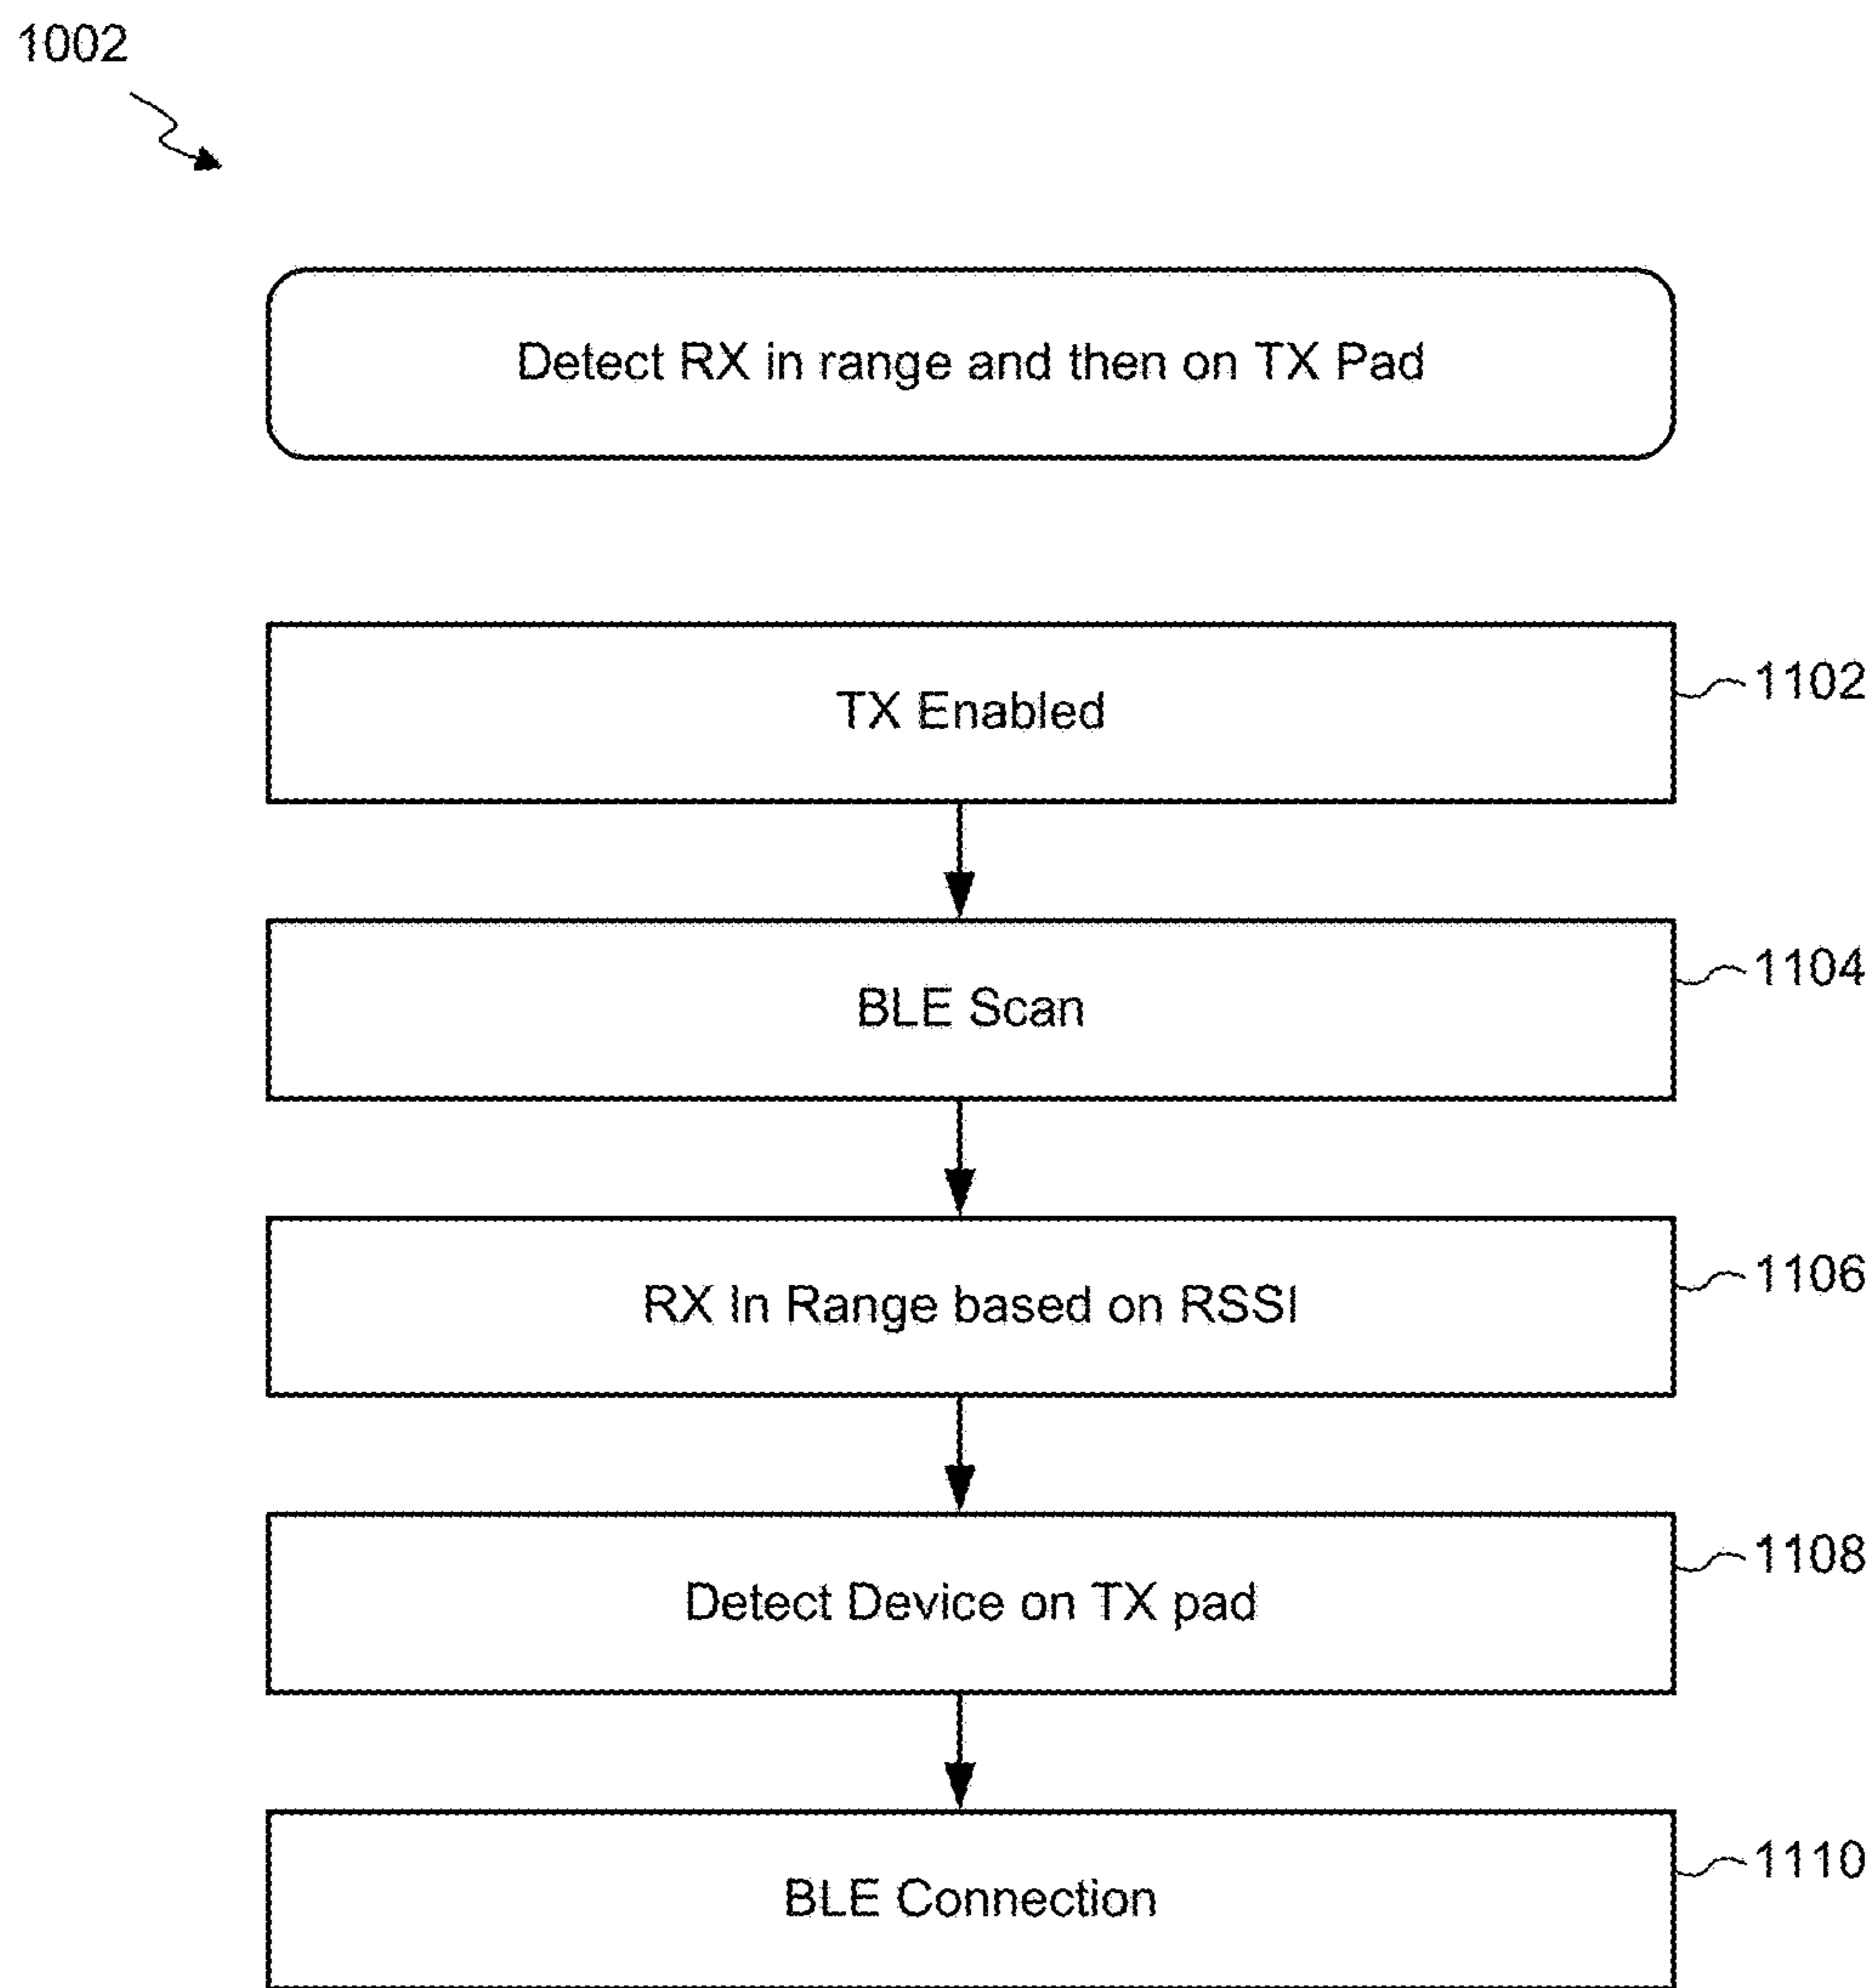 1002
Detect RX in range and then on TX Pad
TX Enabled
1102
BLE Scan
1104
RX In Range based on RSSI
1106
Detect Device on TX pad
1108
BLE Connection
1110